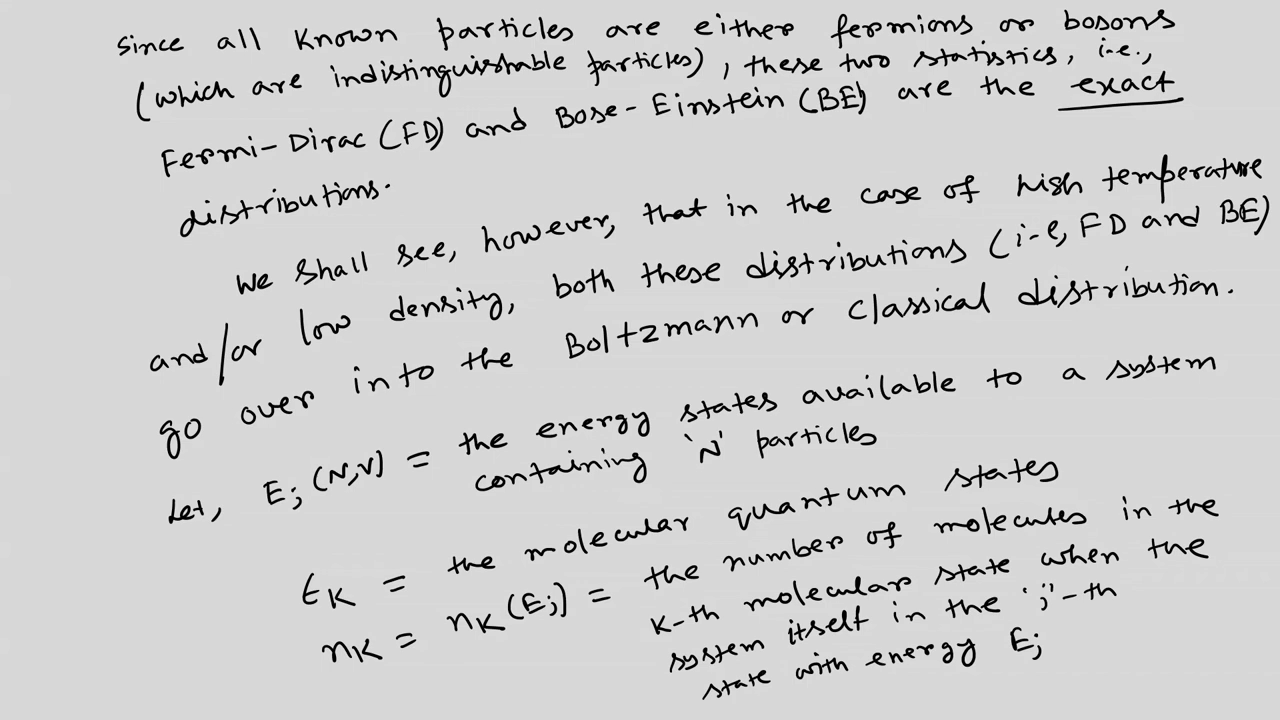 since all known particles are either fermions or bosons
(which are indistinguishable particles), these two statistics, i.e.,
Fermi-Dirac (FD) and Bose-Einstein (BE) are the exact
distributions.
We shall see, however, that in the case of high temperature
and/or low density, both these distributions (i-e, FD and BE)
go over into the Boltzmann or classical distribution.
Let, Ej (N,V) = the energy states available to a system
containing 'N' particles
ϵK = the molecular quantum states
nK = nK (Ej) = the number of molecules in the
K-th molecular state when the
system itself in the 'j'-th
state with energy Ej